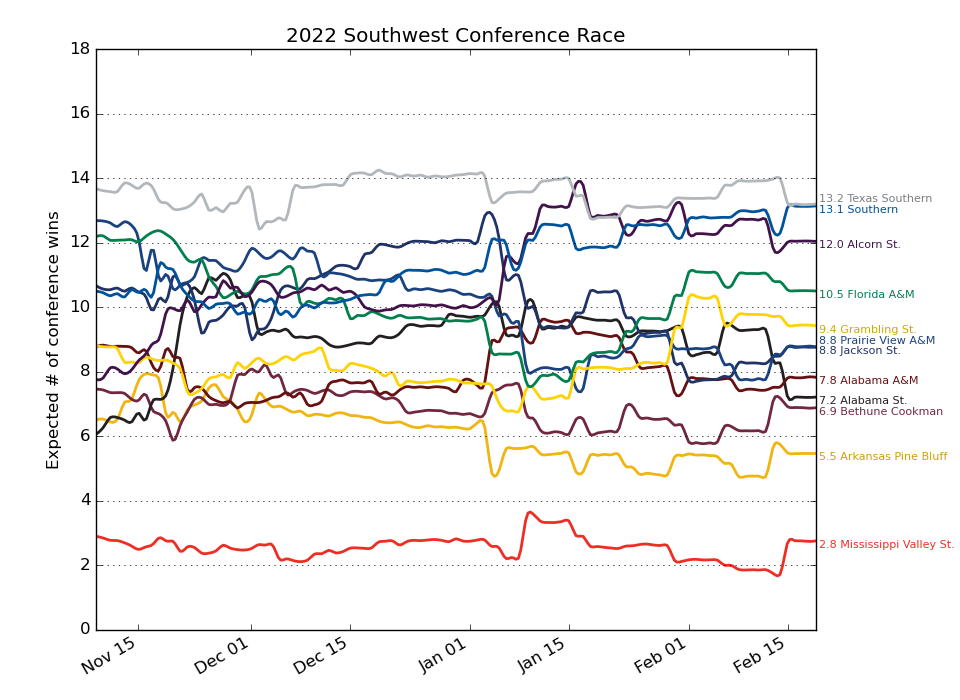 2022 Southwest Conference Race
Expected # of conference wins
18
16
14
12
10
8
6
4
2
0
Nov 15
Dec 01
Dec 15
Jan 01
Jan 15
Feb 01
Feb 15
13.2 Texas Southern
13.1 Southern
12.0 Alcorn St.
10.5 Florida A&M
9.4 Grambling St.
8.8 Prairie View A&M
8.8 Jackson St.
7.8 Alabama A&M
7.2 Alabama St.
6.9 Bethune Cookman
5.5 Arkansas Pine Bluff
2.8 Mississippi Valley St.